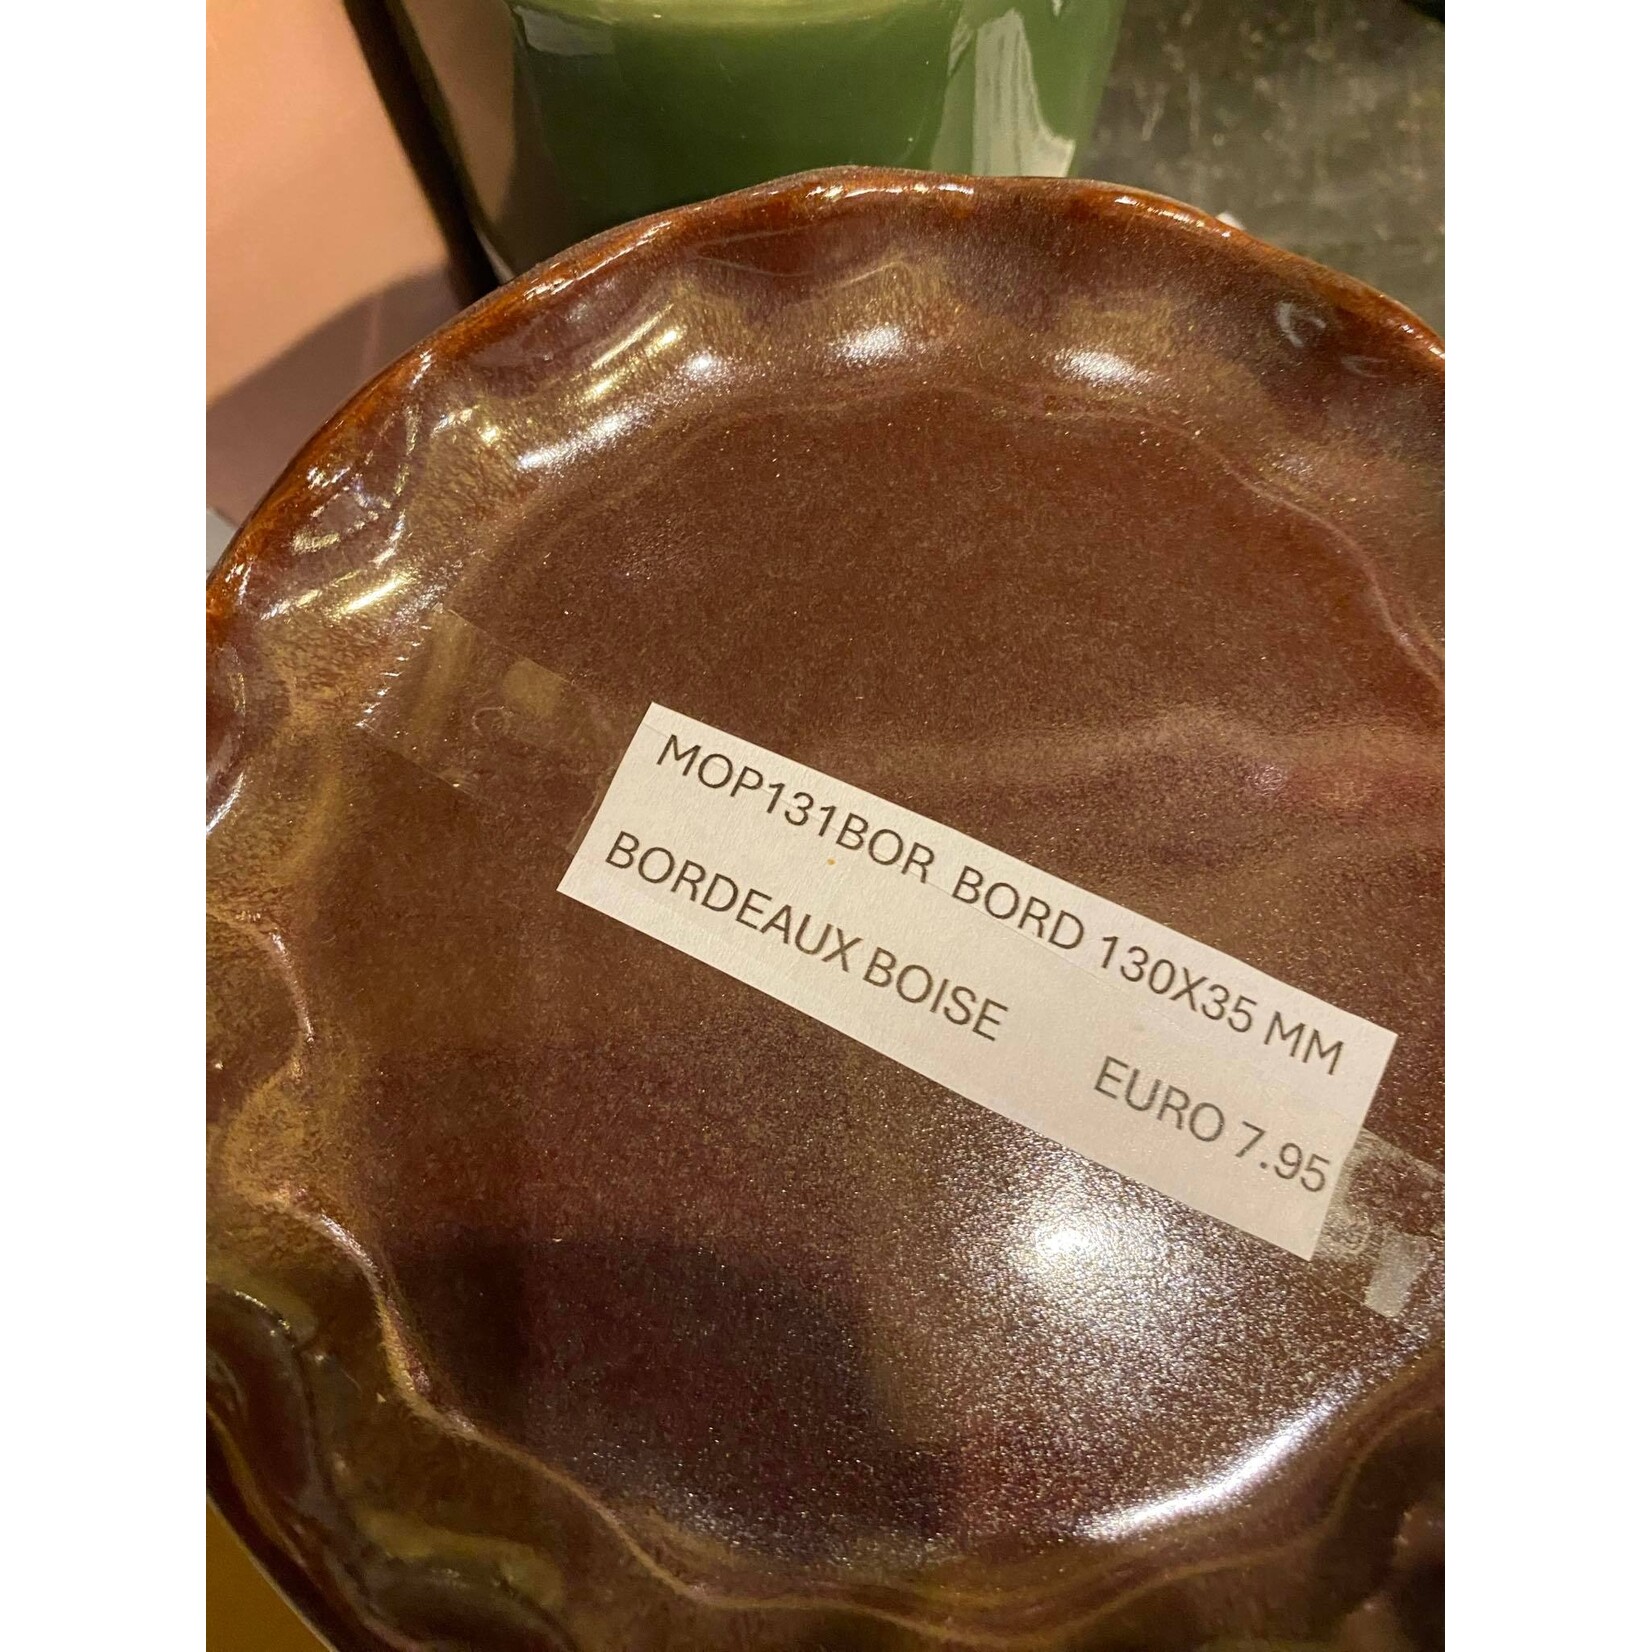 MOP131BOR BORD 130X35 MM
BORDEAUX BOISE
EURO 7.95